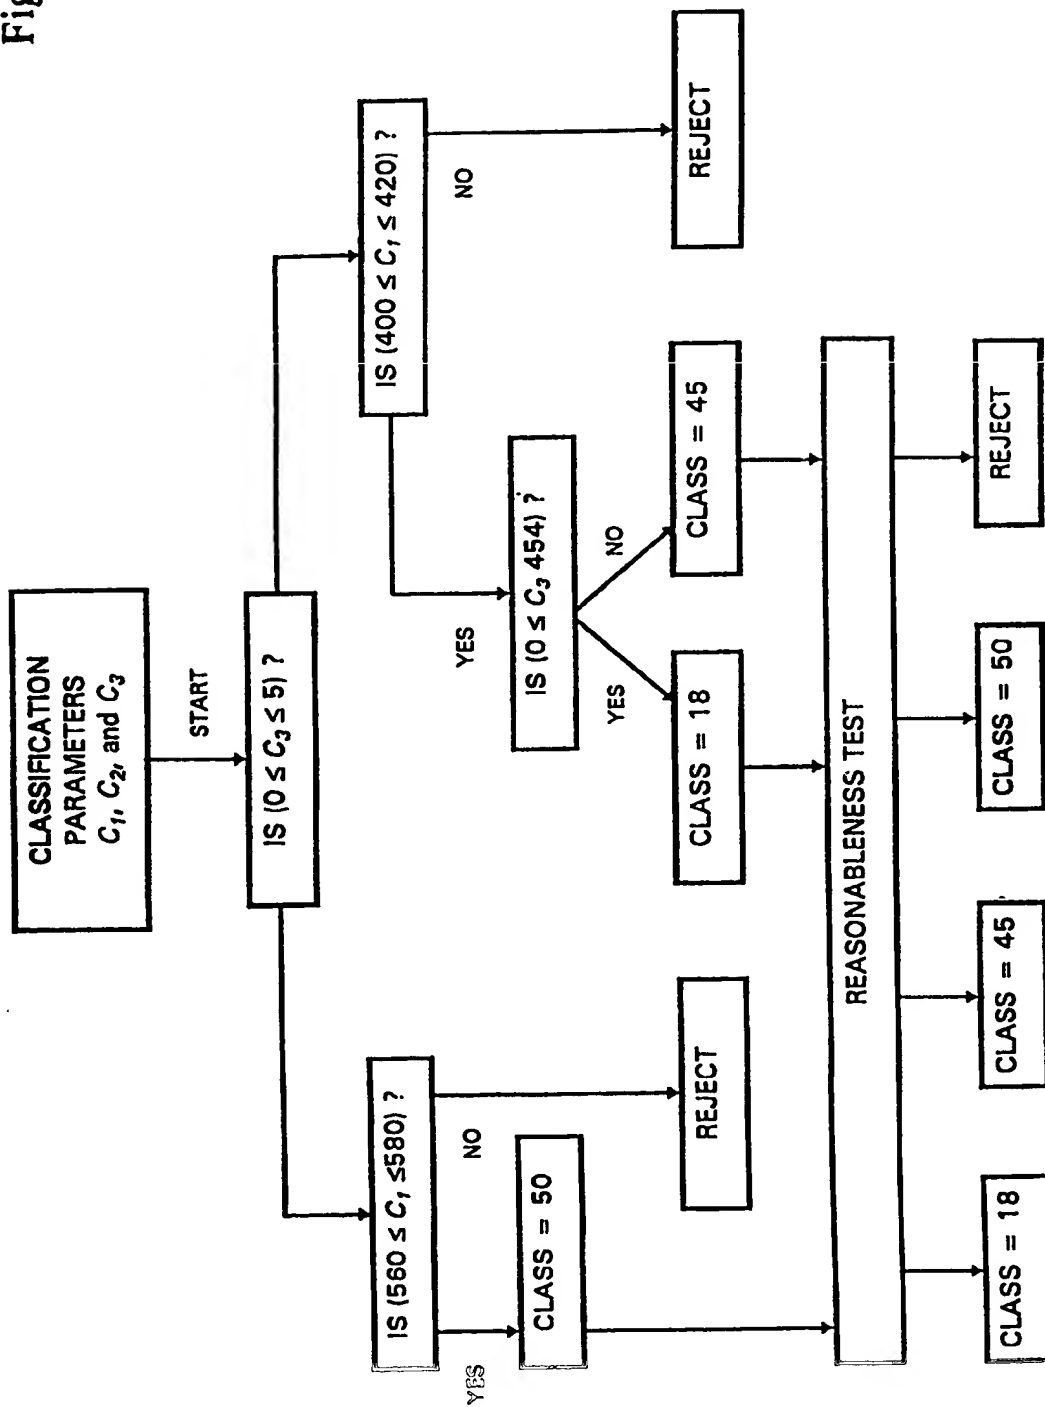 Fig
CLASSIFICATION
PARAMETERS
C1, C2, and C3
START
IS (0 ≤ C3 ≤ 5) ?
IS (560 ≤ C1 ≤580) ?
IS (400 ≤ C1 ≤ 420) ?
YES
NO
YES
NO
CLASS = 50
IS (0 ≤ C3 454) ?
YES
NO
REJECT
CLASS = 18
CLASS = 45
REJECT
REASONABLENESS TEST
CLASS = 18
CLASS = 45
CLASS = 50
REJECT